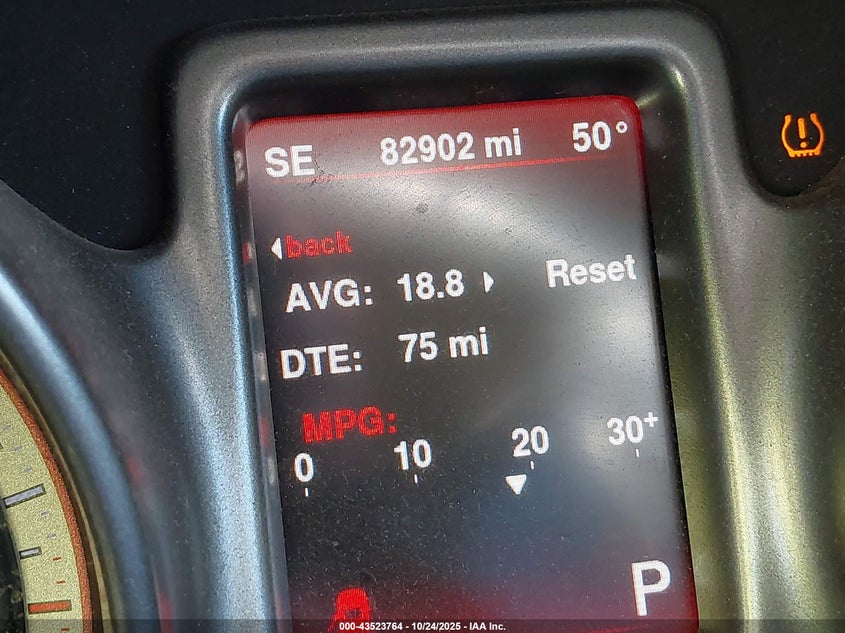 SE 82902 mi 50°
back
AVG: 18.8 Reset
DTE: 75 mi
MPG:
0 10 20 30+
P
000-43523764 - 10/24/2025 - IAA Inc.